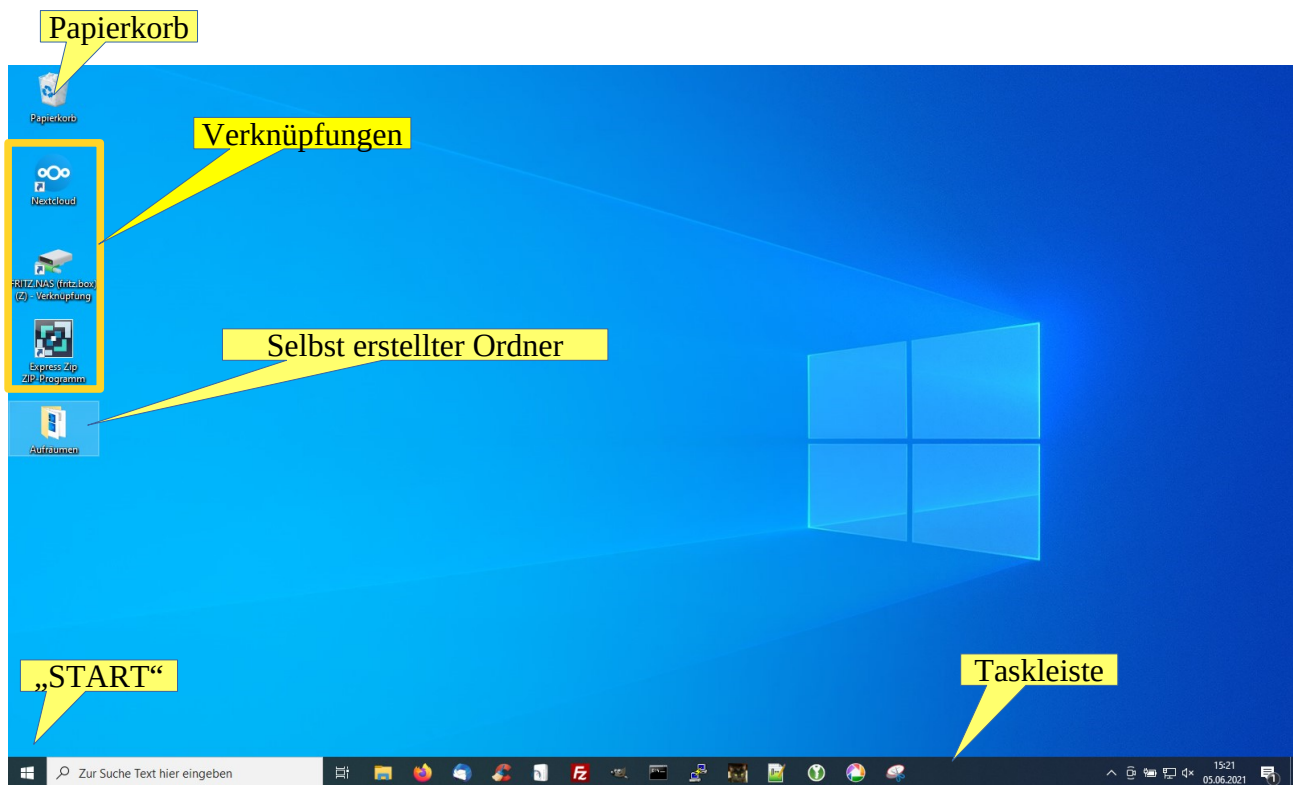 Papierkorb
Papierkorb
Verknüpfungen
Nextcloud
FRITZ.NAS (fritz.box)
(Z) - Verknüpfung
Selbst erstellter Ordner
Express Zip
ZIP-Programm
Aufräumen
„START“
Taskleiste
Zur Suche Text hier eingeben
15:21
05.06.2021
1